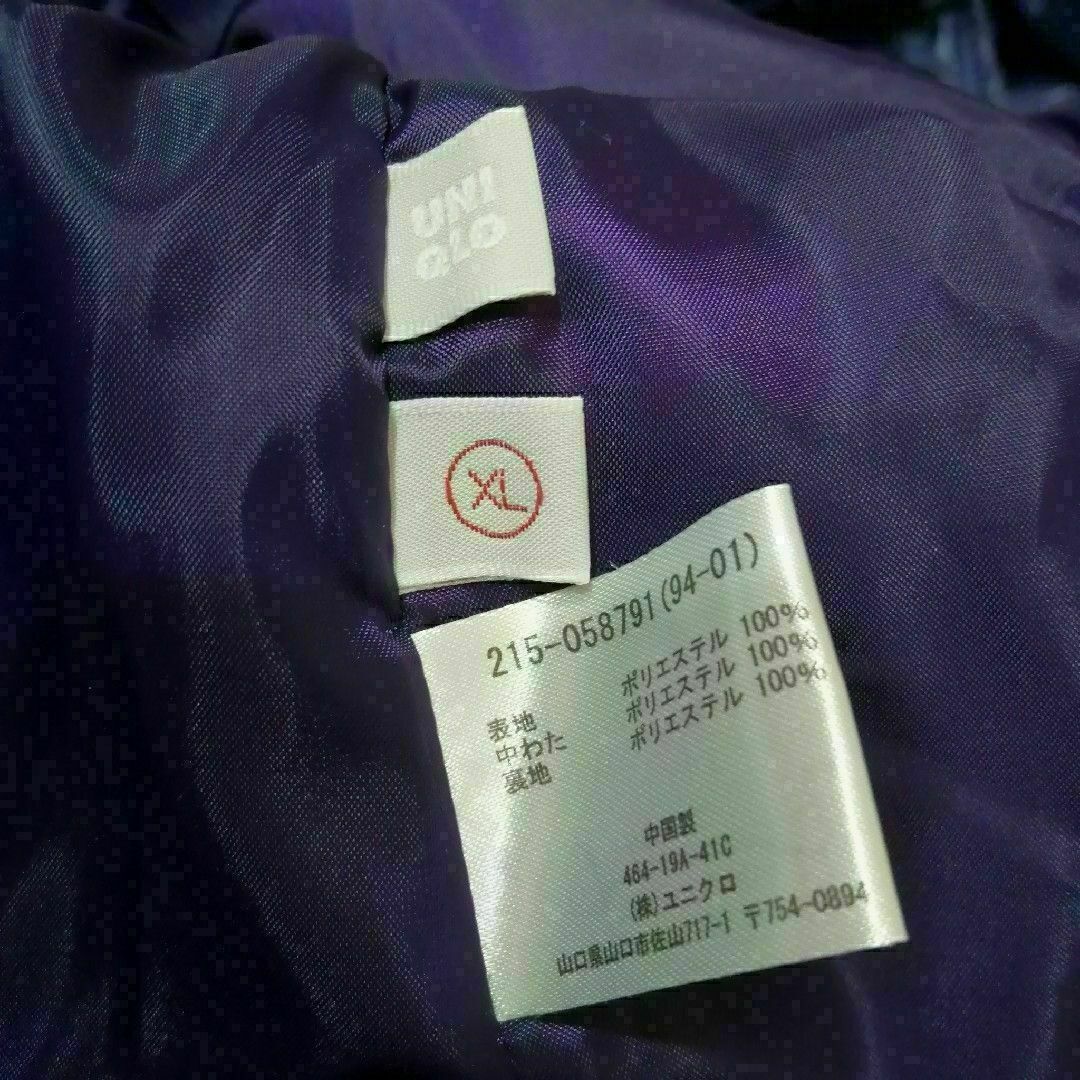 UNI
QLO
XL
215-058791(94-01)
表地 ポリエステル 100%
中わた ポリエステル 100%
裏地 ポリエステル 100%
中国製
464-19A-41C
(株)ユニクロ
山口県山口市佐山717-1 〒754-0894